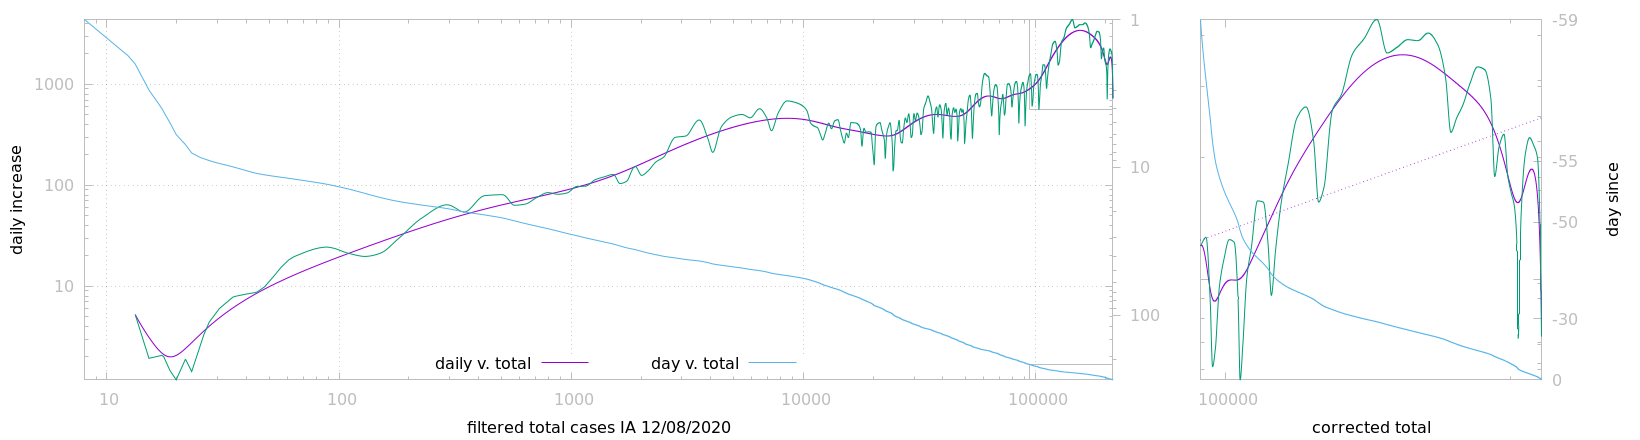 1000
100
10
daily increase
1
10
100
10
100
1000
10000
100000
daily v. total
day v. total
filtered total cases IA 12/08/2020
-59
-55
-50
-30
0
day since
100000
corrected total